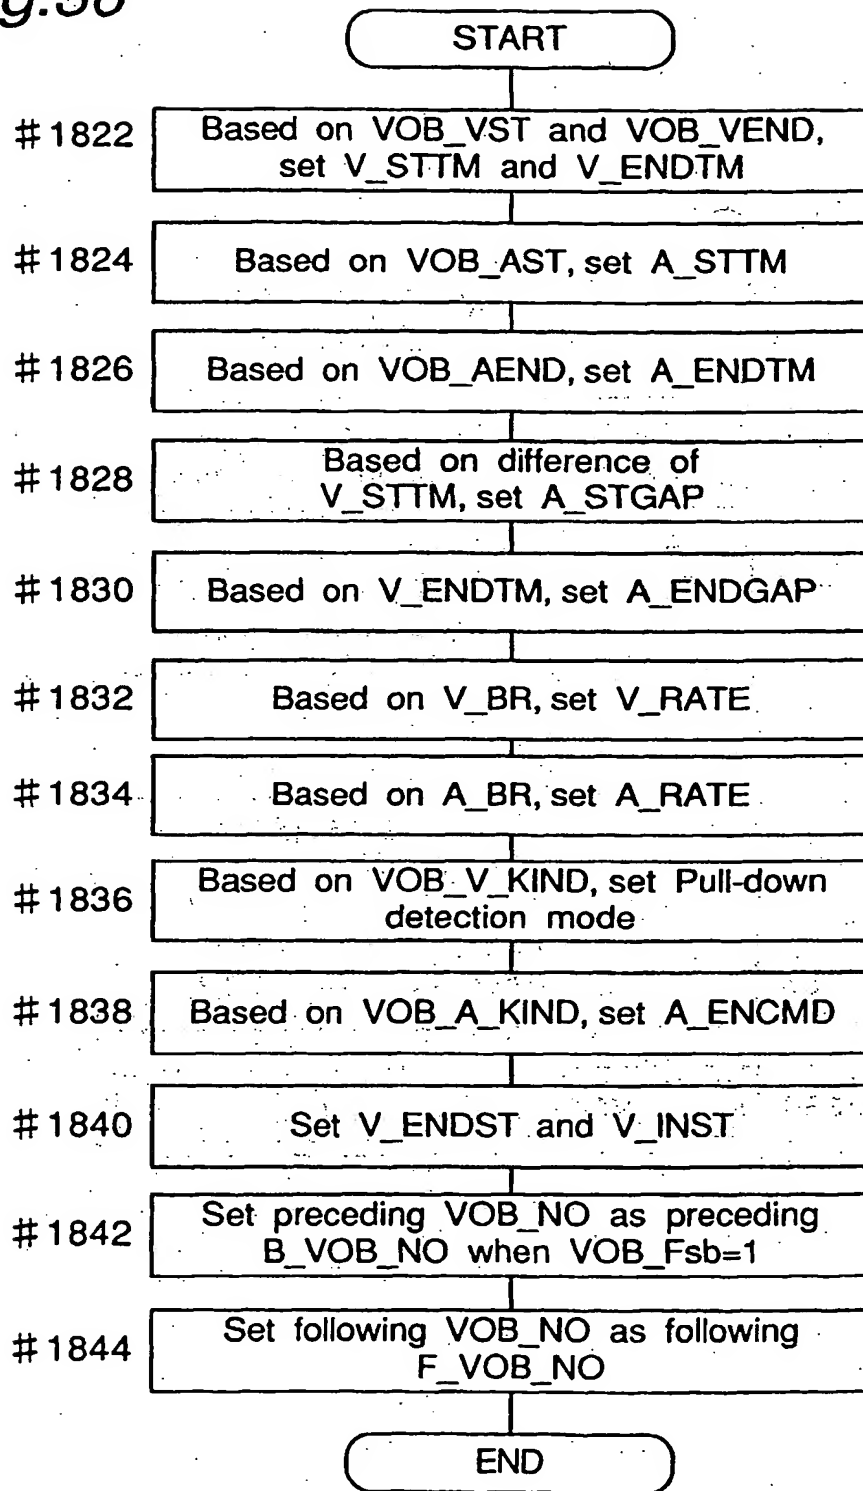 START
#1822
Based on VOB_VST and VOB_VEND,
set V_STTM and V_ENDTM
#1824
Based on VOB_AST, set A_STTM
#1826
Based on VOB_AEND, set A_ENDTM
#1828
Based on difference of
V_STTM, set A_STGAP
#1830
Based on V_ENDTM, set A_ENDGAP
#1832
Based on V_BR, set V_RATE
#1834
Based on A_BR, set A_RATE
#1836
Based on VOB_V_KIND, set Pull-down
detection mode
#1838
Based on VOB_A_KIND, set A_ENCMD
#1840
Set V_ENDST and V_INST
#1842
Set preceding VOB_NO as preceding
B_VOB_NO when VOB_Fsb=1
#1844
Set following VOB_NO as following
F_VOB_NO
END